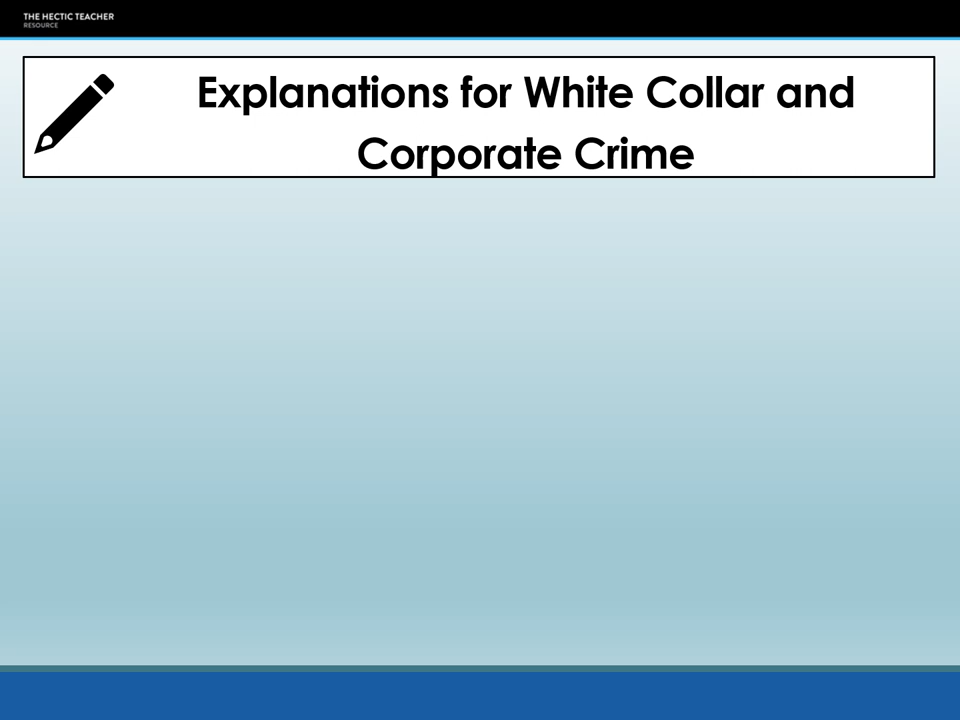 THE HECTIC TEACHER
RESOURCE
Explanations for White Collar and
Corporate Crime